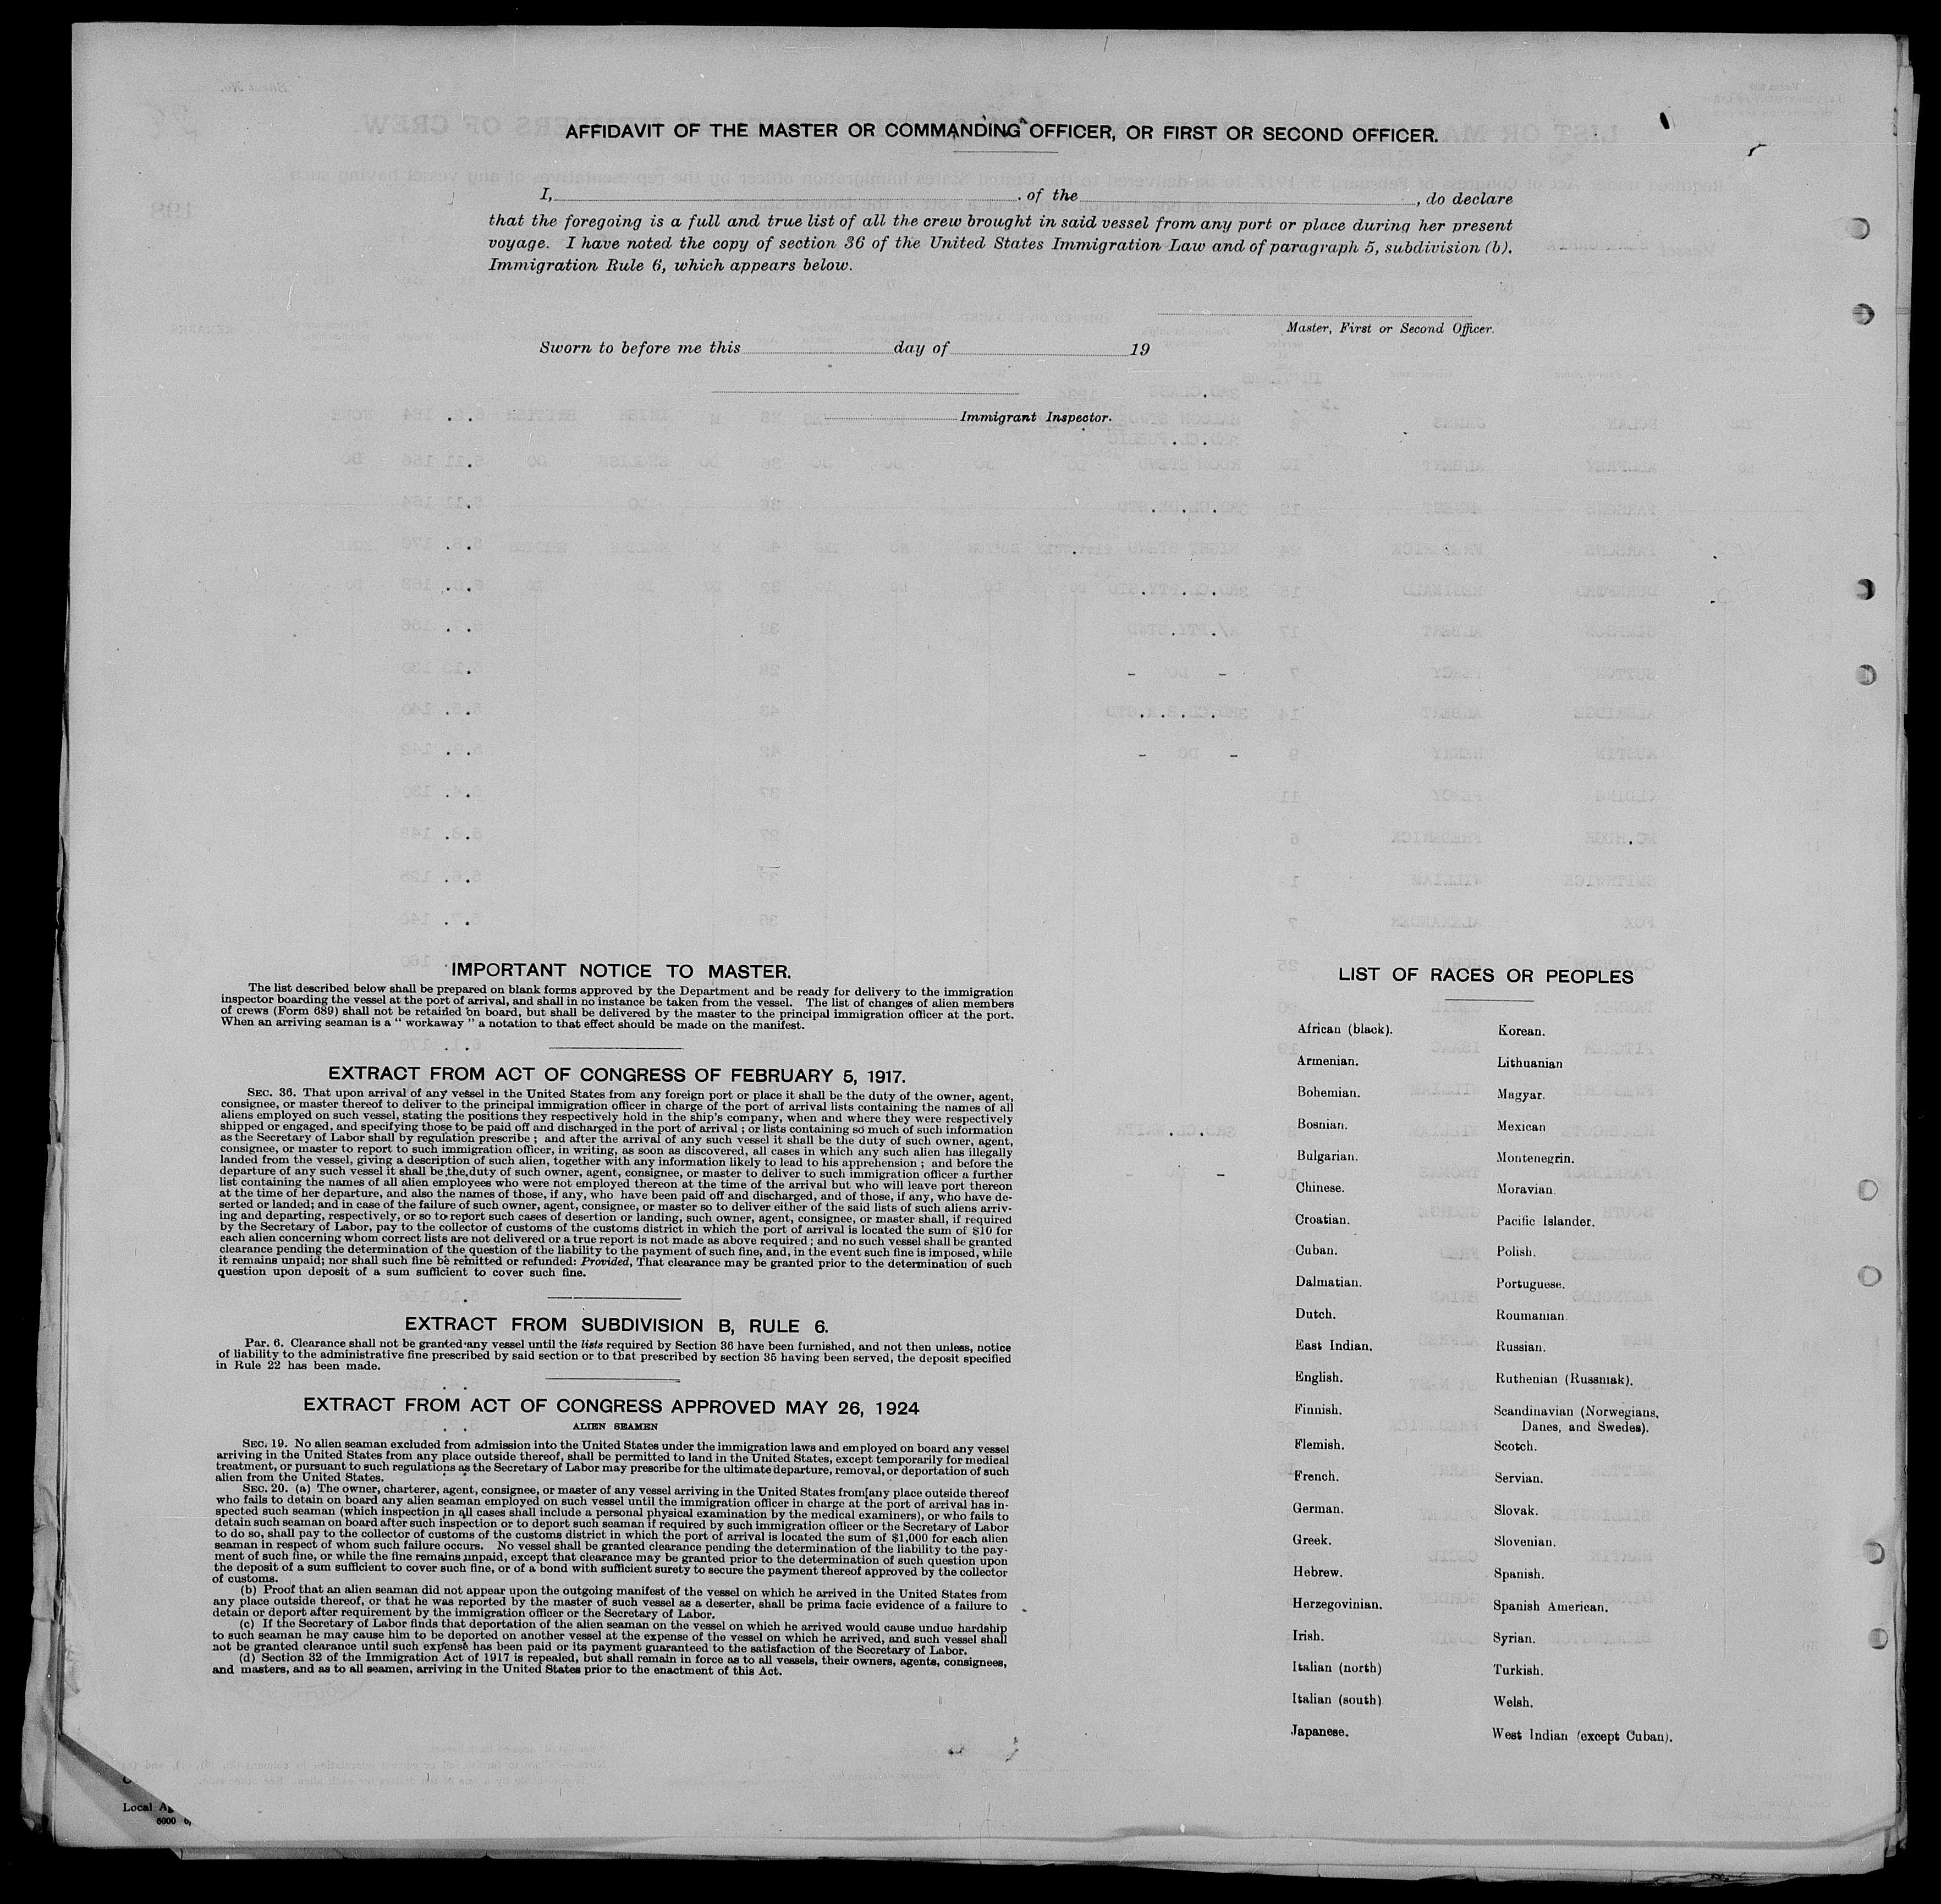 AFFIDAVIT OF THE MASTER OR COMMANDING OFFICER, OR FIRST OR SECOND OFFICER.
I, of the , do declare
that the foregoing is a full and true list of all the crew brought in said vessel from any port or place during her present
voyage. I have noted the copy of section 36 of the United States Immigration Law and of paragraph 5, subdivision (b).
Immigration Rule 6, which appears below.
Master, First or Second Officer.
Sworn to before me this day of 19
Immigrant Inspector.
IMPORTANT NOTICE TO MASTER.
The list described below shall be prepared on blank forms approved by the Department and be ready for delivery to the immigration
inspector boarding the vessel at the port of arrival, and shall in no instance be taken from the vessel. The list of changes of alien members
of crews (Form 689) shall not be retained on board, but shall be delivered by the master to the principal immigration officer at the port.
When an arriving seaman is a “ workaway ” a notation to that effect should be made on the manifest.
EXTRACT FROM ACT OF CONGRESS OF FEBRUARY 5, 1917.
SEC. 36. That upon arrival of any vessel in the United States from any foreign port or place it shall be the duty of the owner, agent,
consignee, or master thereof to deliver to the principal immigration officer in charge of the port of arrival lists containing the names of all
aliens employed on such vessel, stating the positions they respectively hold in the ship's company, when and where they were respectively
shipped or engaged, and specifying those to be paid off and discharged in the port of arrival ; or lists containing so much of such information
as the Secretary of Labor shall by regulation prescribe ; and after the arrival of any such vessel it shall be the duty of such owner, agent,
consignee, or master to report to such immigration officer, in writing, as soon as discovered, all cases in which any such alien has illegally
landed from the vessel, giving a description of such alien, together with any information likely to lead to his apprehension ; and before the
departure of any such vessel it shall be the duty of such owner, agent, consignee, or master to deliver to such immigration officer a further
list containing the names of all alien employees who were not employed thereon at the time of the arrival but who will leave port thereon
at the time of her departure, and also the names of those, if any, who have been paid off and discharged, and of those, if any, who have de-
serted or landed; and in case of the failure of such owner, agent, consignee, or master so to deliver either of the said lists of such aliens arriv-
ing and departing, respectively, or so to report such cases of desertion or landing, such owner, agent, consignee, or master shall, if required
by the Secretary of Labor, pay to the collector of customs of the customs district in which the port of arrival is located the sum of $10 for
each alien concerning whom correct lists are not delivered or a true report is not made as above required ; and no such vessel shall be granted
clearance pending the determination of the question of the liability to the payment of such fine, and, in the event such fine is imposed, while
it remains unpaid; nor shall such fine be remitted or refunded: Provided, That clearance may be granted prior to the determination of such
question upon deposit of a sum sufficient to cover such fine.
EXTRACT FROM SUBDIVISION B, RULE 6.
Par. 6. Clearance shall not be granted any vessel until the lists required by Section 36 have been furnished, and not then unless, notice
of liability to the administrative fine prescribed by said section or to that prescribed by section 35 having been served, the deposit specified
in Rule 22 has been made.
EXTRACT FROM ACT OF CONGRESS APPROVED MAY 26, 1924
ALIEN SEAMEN
SEC. 19. No alien seaman excluded from admission into the United States under the immigration laws and employed on board any vessel
arriving in the United States from any place outside thereof, shall be permitted to land in the United States, except temporarily for medical
treatment, or pursuant to such regulations as the Secretary of Labor may prescribe for the ultimate departure, removal, or deportation of such
alien from the United States.
SEC. 20. (a) The owner, charterer, agent, consignee, or master of any vessel arriving in the United States from any place outside thereof
who fails to detain on board any alien seaman employed on such vessel until the immigration officer in charge at the port of arrival has in-
spected such seaman (which inspection in all cases shall include a personal physical examination by the medical examiners), or who fails to
detain such seaman on board after such inspection or to deport such seaman if required by such immigration officer or the Secretary of Labor
to do so, shall pay to the collector of customs of the customs district in which the port of arrival is located the sum of $1,000 for each alien
seaman in respect of whom such failure occurs. No vessel shall be granted clearance pending the determination of the liability to the pay-
ment of such fine, or while the fine remains unpaid, except that clearance may be granted prior to the determination of such question upon
the deposit of a sum sufficient to cover such fine, or of a bond with sufficient surety to secure the payment thereof approved by the collector
of customs.
(b) Proof that an alien seaman did not appear upon the outgoing manifest of the vessel on which he arrived in the United States from
any place outside thereof, or that he was reported by the master of such vessel as a deserter, shall be prima facie evidence of a failure to
detain or deport after requirement by the immigration officer or the Secretary of Labor.
(c) If the Secretary of Labor finds that deportation of the alien seaman on the vessel on which he arrived would cause undue hardship
to such seaman he may cause him to be deported on another vessel at the expense of the vessel on which he arrived, and such vessel shall
not be granted clearance until such expense has been paid or its payment guaranteed to the satisfaction of the Secretary of Labor.
(d) Section 32 of the Immigration Act of 1917 is repealed, but shall remain in force as to all vessels, their owners, agents, consignees,
and masters, and as to all seamen, arriving in the United States prior to the enactment of this Act.
LIST OF RACES OR PEOPLES
African (black). Korean.
Armenian. Lithuanian
Bohemian. Magyar.
Bosnian. Mexican
Bulgarian. Montenegrin.
Chinese. Moravian.
Croatian. Pacific Islander.
Cuban. Polish.
Dalmatian. Portuguese.
Dutch. Roumanian.
East Indian. Russian.
English. Ruthenian (Russniak).
Finnish. Scandinavian (Norwegians,
Danes, and Swedes).
Flemish. Scotch.
French. Servian.
German. Slovak.
Greek. Slovenian.
Hebrew. Spanish.
Herzegovinian. Spanish American.
Irish. Syrian.
Italian (north) Turkish.
Italian (south) Welsh.
Japanese. West Indian (except Cuban).
Local
6000